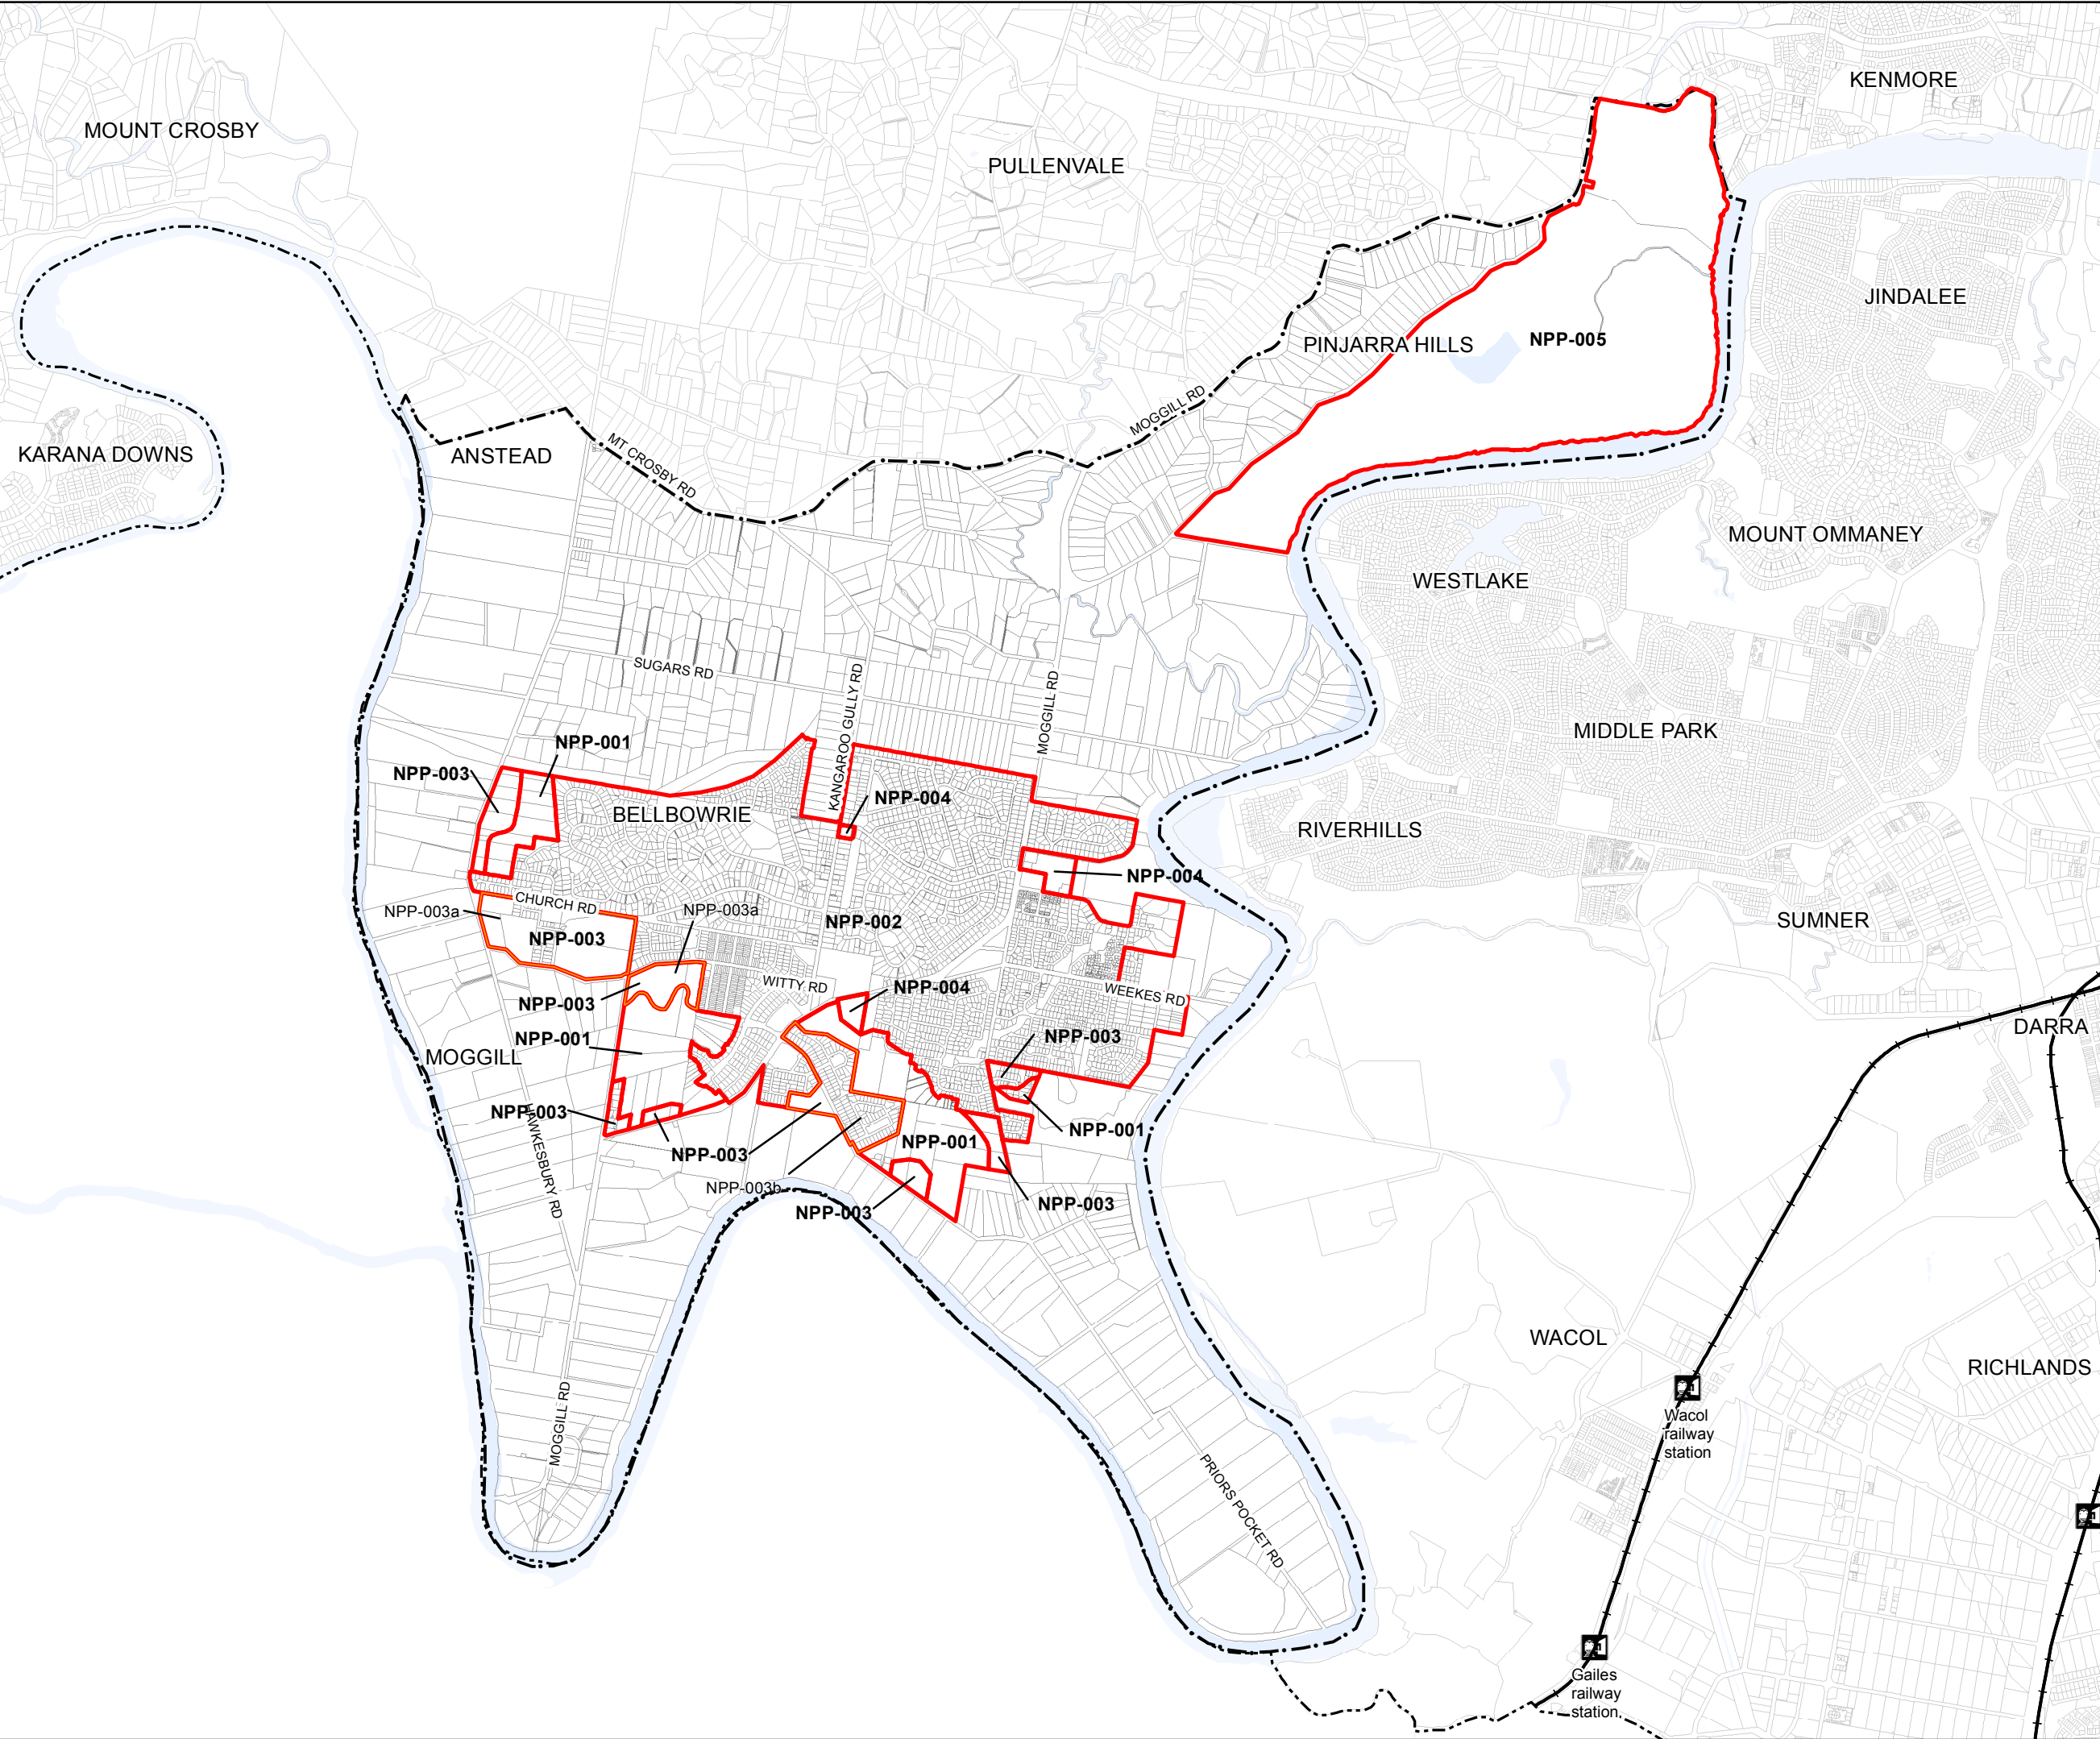 KENMORE
MOUNT CROSBY
PULLENVALE
JINDALEE
NPP-005
PINJARRA HILLS
MOGGILL RD
KARANA DOWNS
ANSTEAD
MT CROSBY RD
MOUNT OMMANEY
WESTLAKE
SUGARS RD
KANGAROO GULLY RD
MOGGILL RD
MIDDLE PARK
NPP-001
NPP-003
NPP-004
BELLBOWRIE
RIVERHILLS
NPP-004
CHURCH RD
NPP-003a
NPP-003a
NPP-002
SUMNER
NPP-003
WITTY RD
NPP-004
WEEKES RD
NPP-003
DARRA
NPP-001
NPP-003
MOGGILL
NPP-003
HAWKESBURY RD
NPP-001
NPP-001
NPP-003
NPP-003b
NPP-003
NPP-003
WACOL
RICHLANDS
MOGGILL RD
Wacol
railway
station
PRIORS POCKET RD
Gailes
railway
station